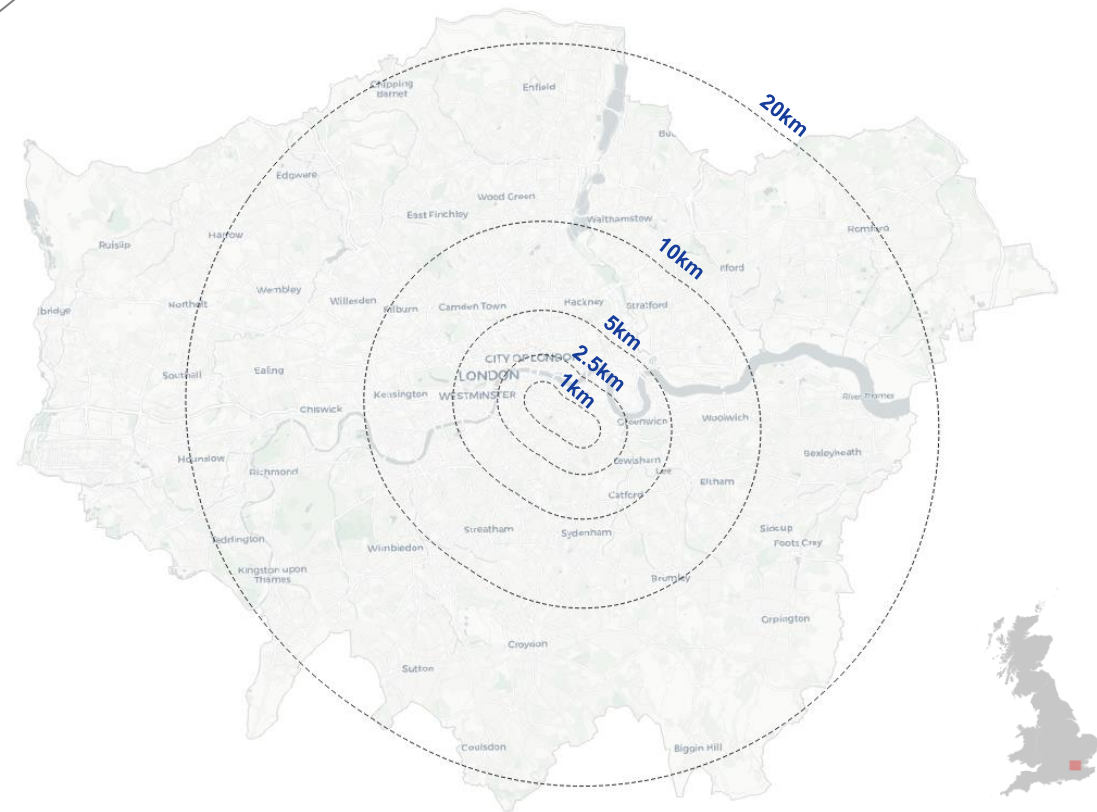 Chipping
Barnet
Enfield
20km
Edgware
Wood Green
East Finchley
Walthamstow
Ruislip
Harrow
Romford
10km
Wembley
Willesden
Camden Town
Hackney
Stratford
Northolt
5km
CITY OF LONDON
2.5km
LONDON
Southall
Ealing
1km
Kensington
WESTMINSTER
River Thames
Chiswick
Greenwich
Woolwich
Hounslow
Richmond
Lewisham
Lee
Bexleyheath
Eltham
Catford
Streatham
Sydenham
Sidcup
Foots Cray
Teddington
Wimbledon
Kingston upon
Thames
Bromley
Orpington
Croydon
Sutton
Coulsdon
Biggin Hill